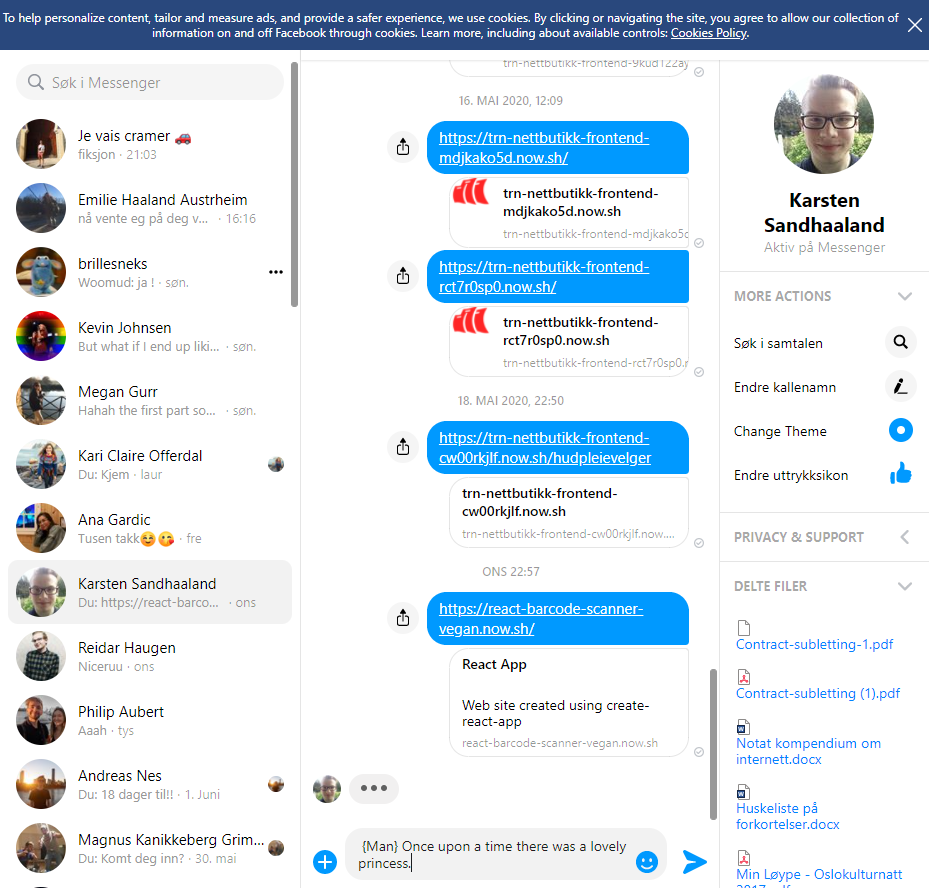 To help personalize content, tailor and measure ads, and provide a safer experience, we use cookies. By clicking or navigating the site, you agree to allow our collection of
information on and off Facebook through cookies. Learn more, including about available controls: Cookies Policy.
Søk i Messenger
Je vais cramer 🚗
fiksjon · 21:03
Emilie Haaland Austrheim
nå vente eg på deg v... · 16:16
brillesneks
Woomud: ja ! · søn.
Kevin Johnsen
But what if I end up liki... · søn.
Megan Gurr
Hahah the first part so... · søn.
Kari Claire Offerdal
Du: Kjem · laur
Ana Gardic
Tusen takk😊😘 · fre
Karsten Sandhaaland
Du: https://react-barco... · ons
Reidar Haugen
Niceruu · ons
Philip Aubert
Aaah · tys
Andreas Nes
Du: 18 dager til!! · 1. Juni
Magnus Kanikkeberg Grim...
Du: Komt deg inn? · 30. mai
trn-nettbutikk-frontend-9kud122ay
16. MAI 2020, 12:09
https://trn-nettbutikk-frontend-
mdjkako5d.now.sh/
trn-nettbutikk-frontend-
mdjkako5d.now.sh
trn-nettbutikk-frontend-mdjkako5d
https://trn-nettbutikk-frontend-
rct7r0sp0.now.sh/
trn-nettbutikk-frontend-
rct7r0sp0.now.sh
trn-nettbutikk-frontend-rct7r0sp0.r
18. MAI 2020, 22:50
https://trn-nettbutikk-frontend-
cw00rkjlf.now.sh/hudpleievelger
trn-nettbutikk-frontend-
cw00rkjlf.now.sh
trn-nettbutikk-frontend-cw00rkjlf.now....
ONS 22:57
https://react-barcode-scanner-
vegan.now.sh/
React App
Web site created using create-
react-app
react-barcode-scanner-vegan.now.sh
{Man} Once upon a time there was a lovely
princess.
Karsten
Sandhaaland
Aktiv på Messenger
MORE ACTIONS
Søk i samtalen
Endre kallenamn
Change Theme
Endre uttrykksikon
PRIVACY & SUPPORT
DELTE FILER
Contract-subletting-1.pdf
Contract-subletting (1).pdf
Notat kompendium om
internett.docx
Huskeliste på
forkortelser.docx
Min Løype - Oslokulturnatt
2017.pdf